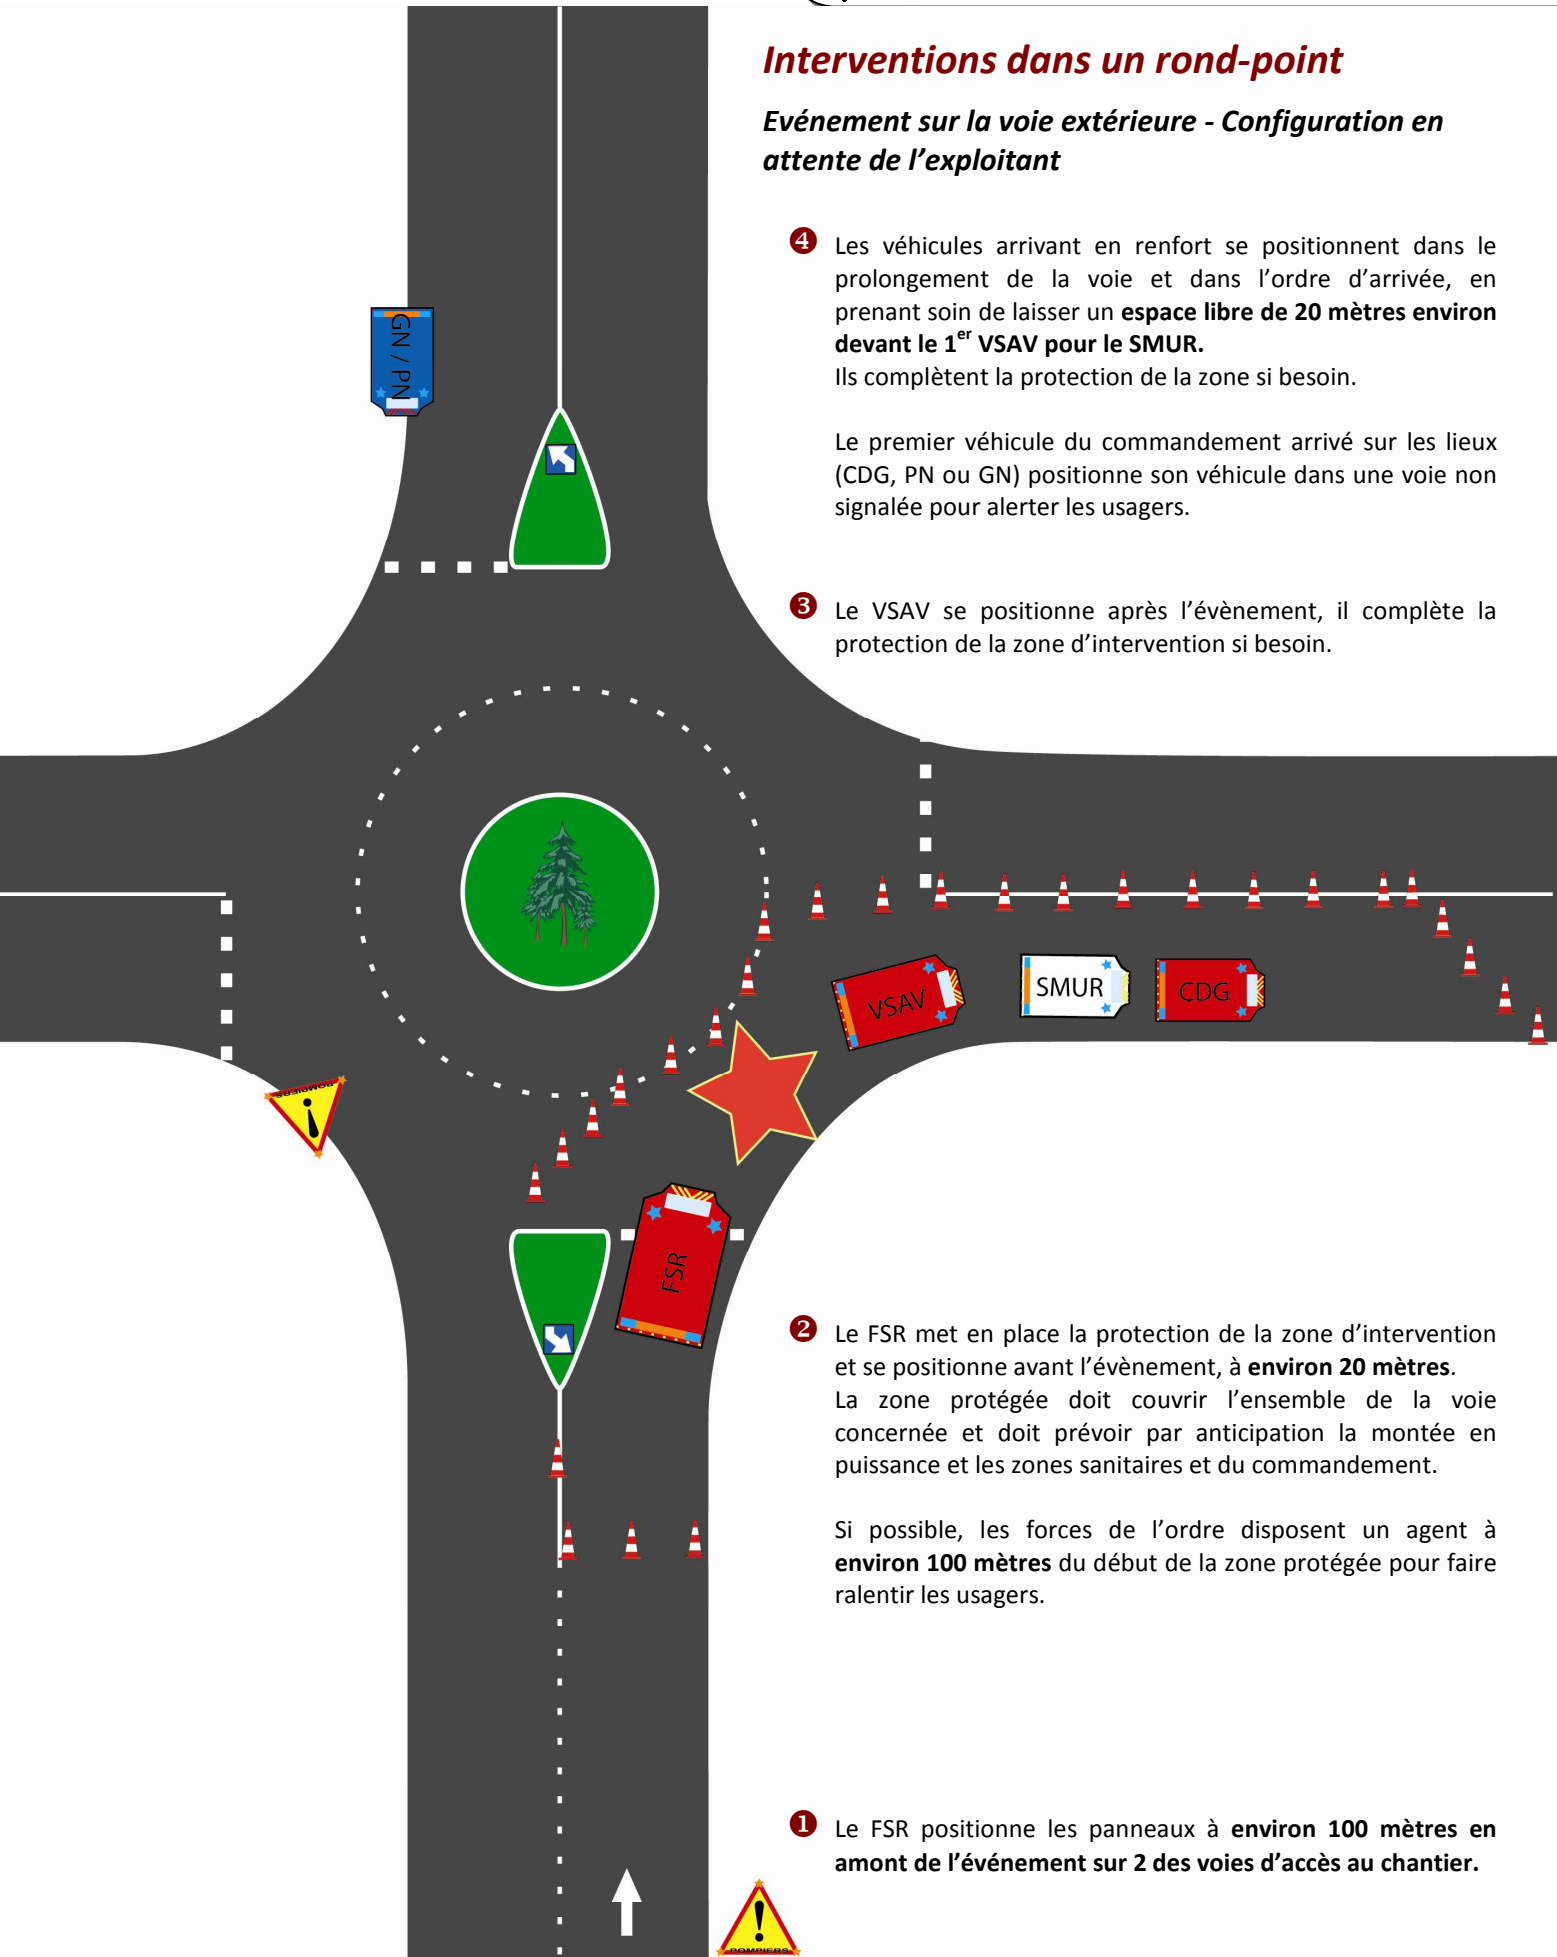 Interventions dans un rond-point
Evénement sur la voie extérieure - Configuration en
attente de l’exploitant
4 Les véhicules arrivant en renfort se positionnent dans le
prolongement de la voie et dans l’ordre d’arrivée, en
prenant soin de laisser un espace libre de 20 mètres environ
devant le 1er VSAV pour le SMUR.
Ils complètent la protection de la zone si besoin.
Le premier véhicule du commandement arrivé sur les lieux
(CDG, PN ou GN) positionne son véhicule dans une voie non
signalée pour alerter les usagers.
GN / PN
3 Le VSAV se positionne après l’évènement, il complète la
protection de la zone d’intervention si besoin.
VSAV
SMUR
CDG
POMPIERS
!
FSR
2 Le FSR met en place la protection de la zone d’intervention
et se positionne avant l’évènement, à environ 20 mètres.
La zone protégée doit couvrir l’ensemble de la voie
concernée et doit prévoir par anticipation la montée en
puissance et les zones sanitaires et du commandement.
Si possible, les forces de l’ordre disposent un agent à
environ 100 mètres du début de la zone protégée pour faire
ralentir les usagers.
1 Le FSR positionne les panneaux à environ 100 mètres en
amont de l’événement sur 2 des voies d’accès au chantier.
!
POMPIERS